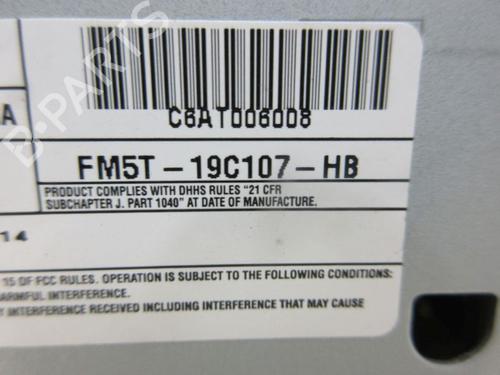 B-PARTS
A
C6AT006008
FM5T-19C107-HB
PRODUCT COMPLIES WITH DHHS RULES "21 CFR
SUBCHAPTER J. PART 1040" AT DATE OF MANUFACTURE.
14
15 OF FCC RULES. OPERATION IS SUBJECT TO THE FOLLOWING CONDITIONS:
HARMFUL INTERFERENCE.
RECEIVED INCLUDING INTERFERENCE THAT MAY CAUSE